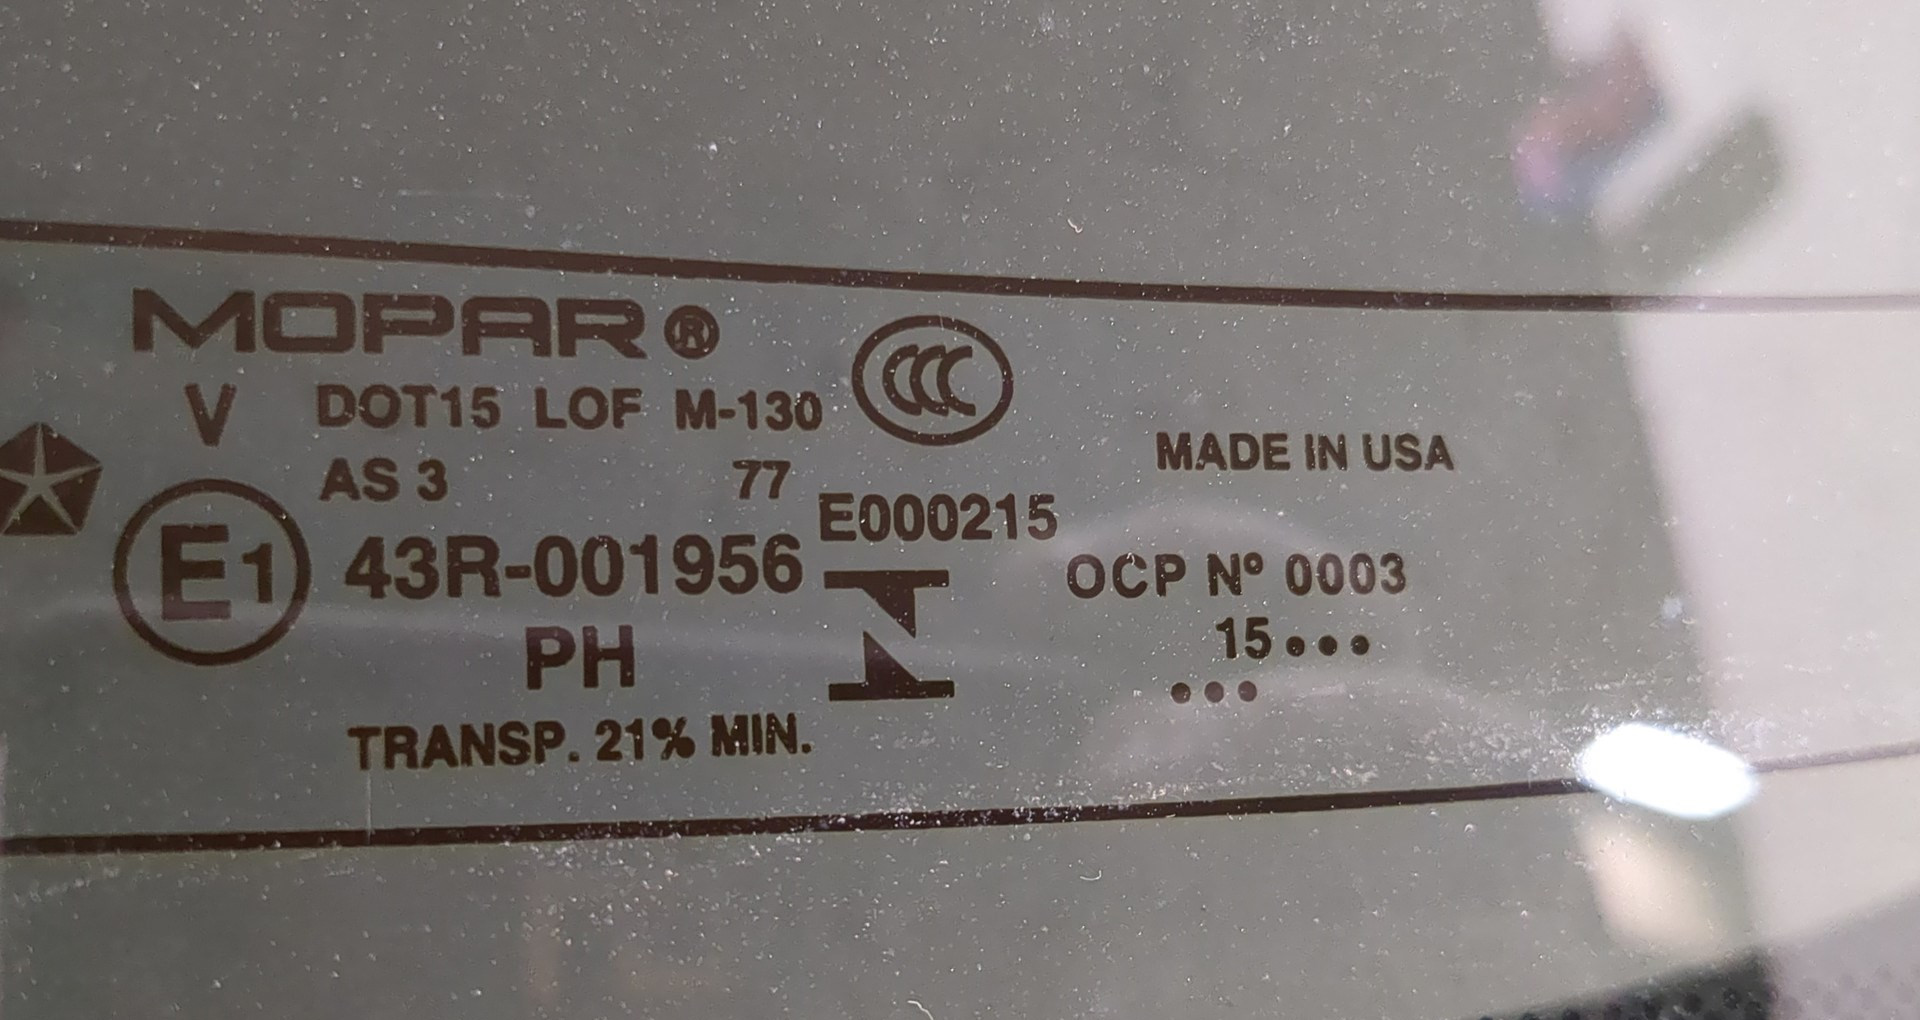 MOPAR®
V DOT15 LOF M-130
CCC
AS 3 77
MADE IN USA
E000215
E1 43R-001956
OCP Nº 0003
PH
15•••
•••
TRANSP. 21% MIN.